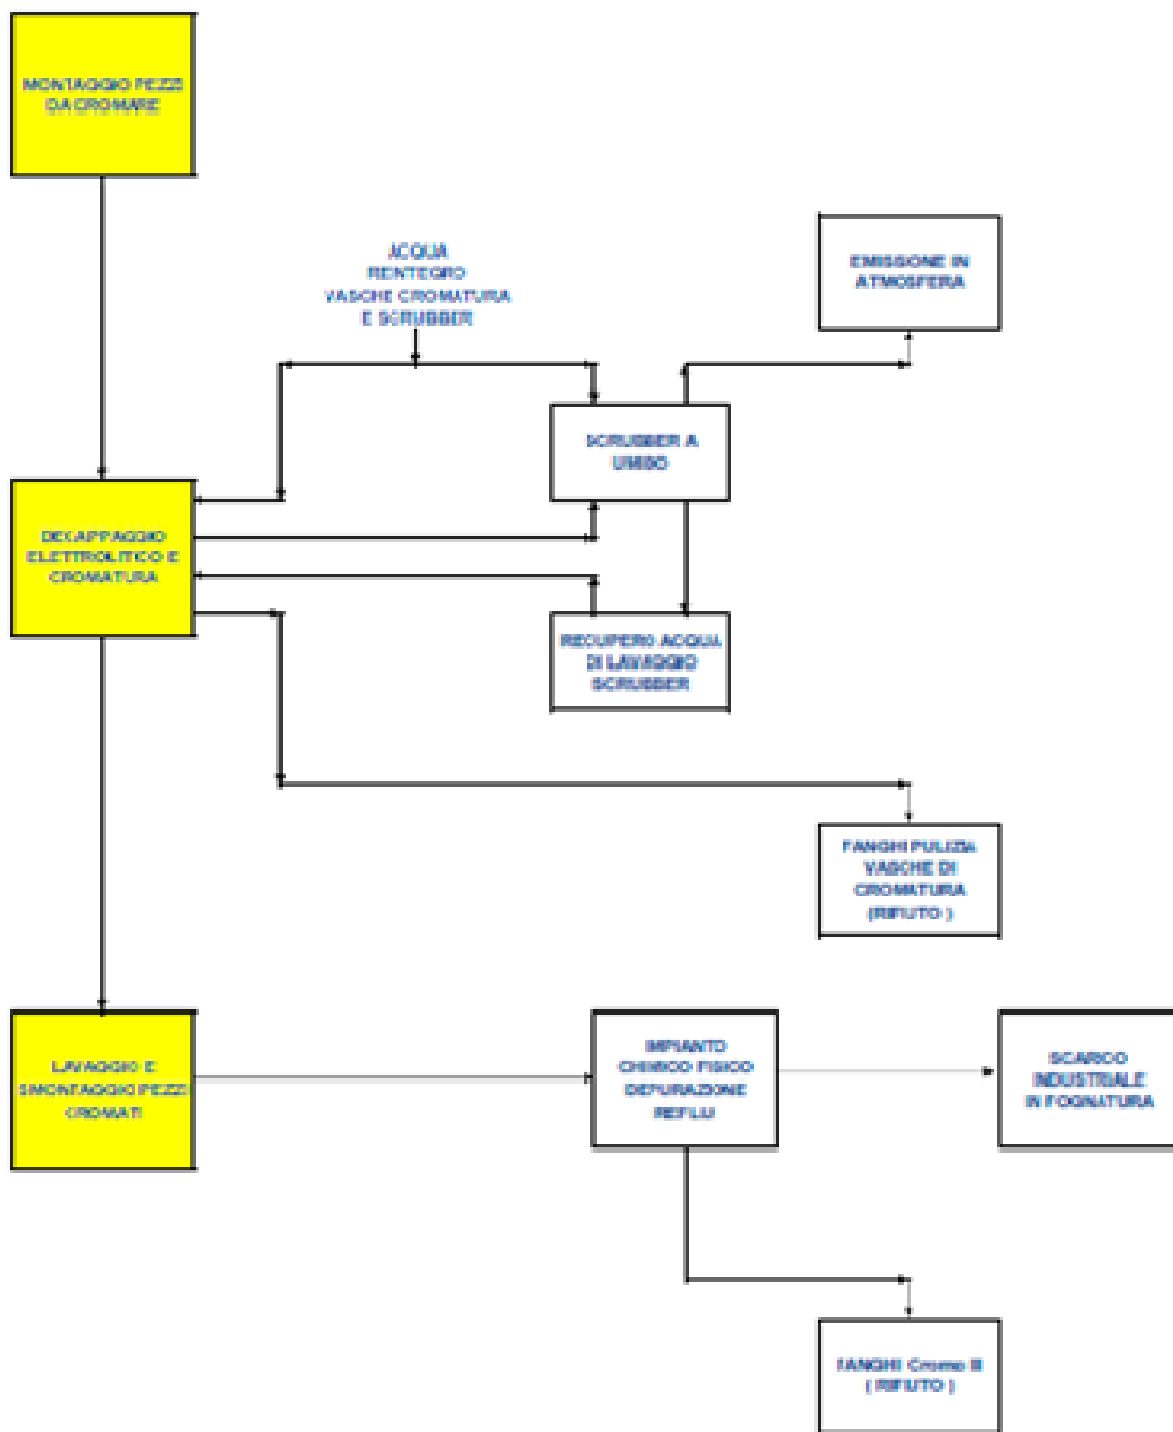 MONTAGGIO PEZZI
DA CROMARE
ACQUA
REINTEGRO
VASCHE CROMATURA
E SCRUBBER
EMISSIONE IN
ATMOSFERA
SCRUBBER A
UMIDO
DECAPPAGGIO
ELETTROLITICO E
CROMATURA
RECUPERO ACQUA
DI LAVAGGIO
SCRUBBER
FANGHI PULIZIA
VASCHE DI
CROMATURA
(RIFIUTO )
LAVAGGIO E
SMONTAGGIO PEZZI
CROMATI
IMPIANTO
CHIMICO FISICO
DEPURAZIONE
REFLUI
SCARICO
INDUSTRIALE
IN FOGNATURA
FANGHI Cromo III
( RIFIUTO )